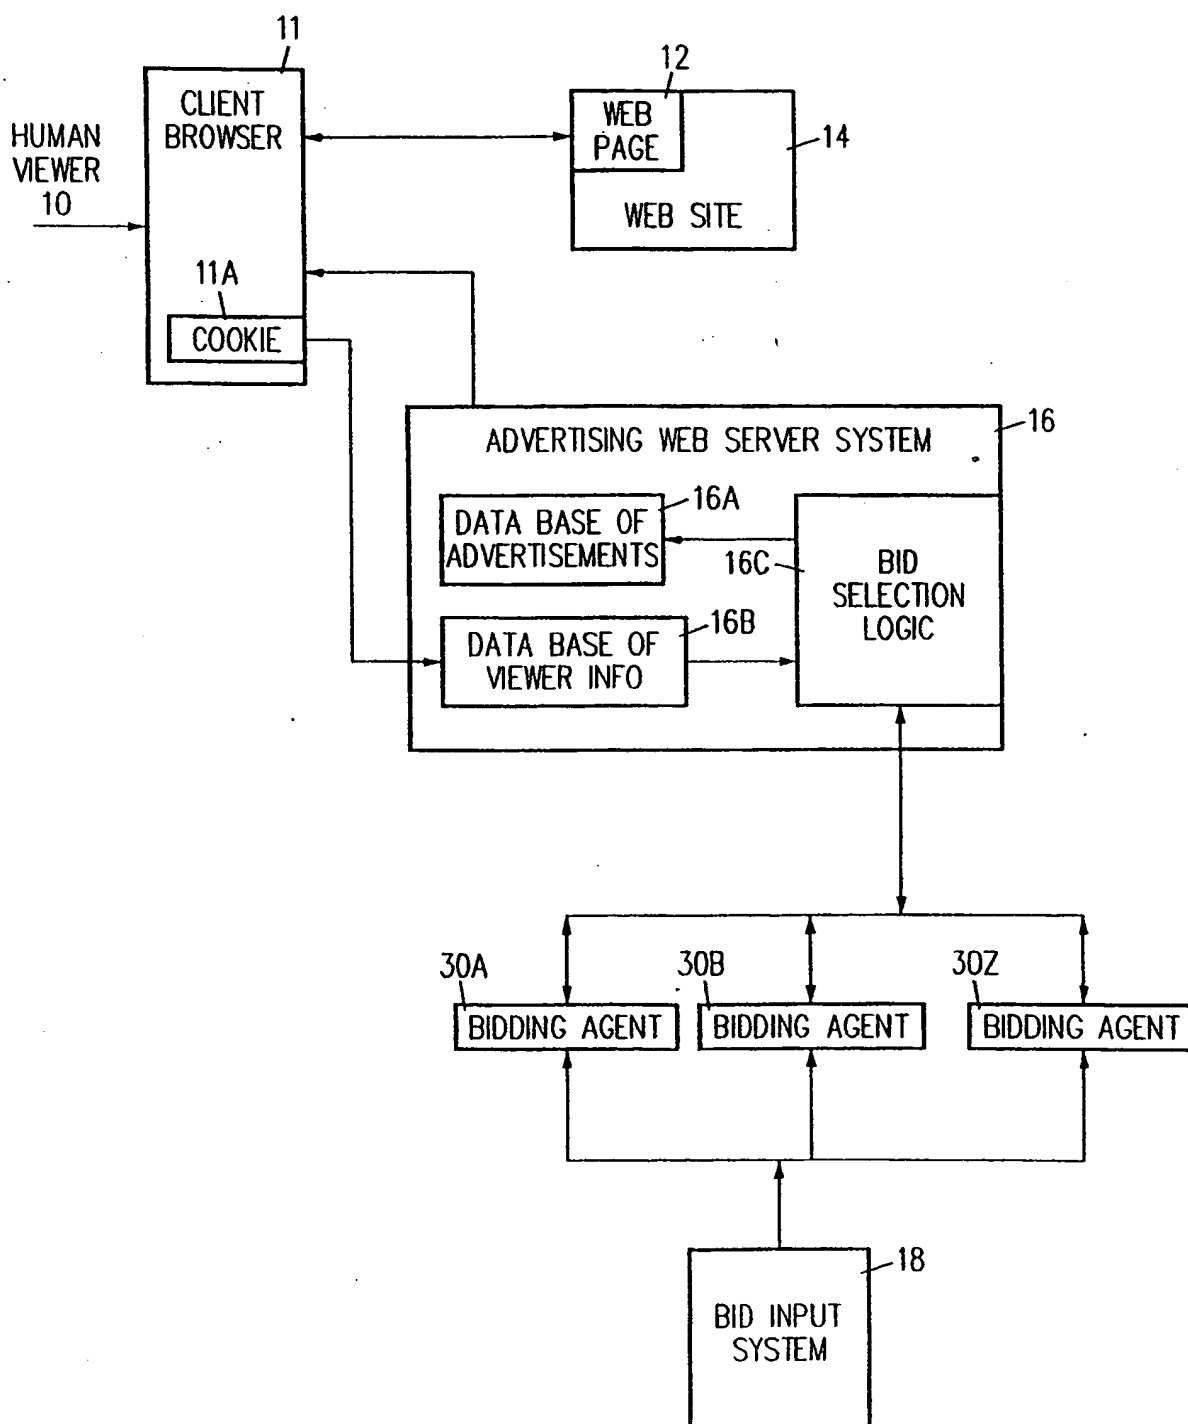 11
CLIENT
BROWSER
HUMAN
VIEWER
10
11A
COOKIE
12
WEB
PAGE
14
WEB SITE
16
ADVERTISING WEB SERVER SYSTEM
16A
DATA BASE OF
ADVERTISEMENTS
16C
BID
SELECTION
LOGIC
16B
DATA BASE OF
VIEWER INFO
30A
BIDDING AGENT
30B
BIDDING AGENT
30Z
BIDDING AGENT
18
BID INPUT
SYSTEM